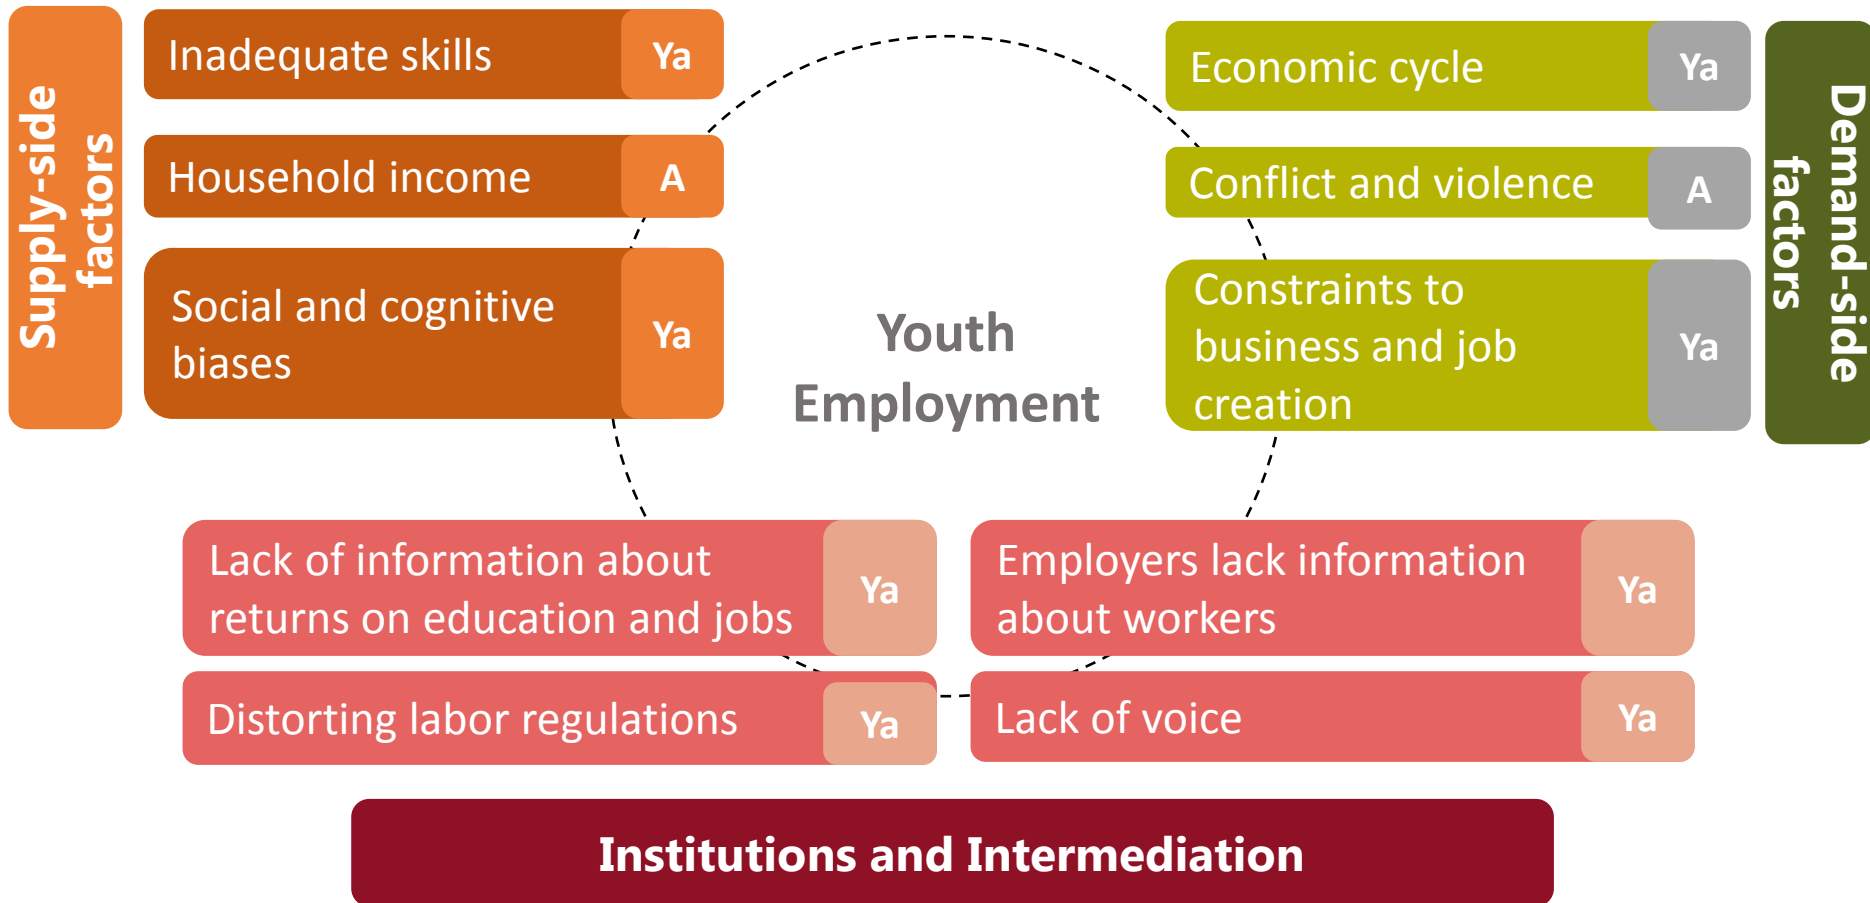 Supply-side
factors
Inadequate skills
Ya
Household income
A
Social and cognitive
biases
Ya
Youth
Employment
Economic cycle
Ya
Conflict and violence
A
Constraints to
business and job
creation
Ya
Demand-side
factors
Lack of information about
returns on education and jobs
Ya
Employers lack information
about workers
Ya
Distorting labor regulations
Ya
Lack of voice
Ya
Institutions and Intermediation